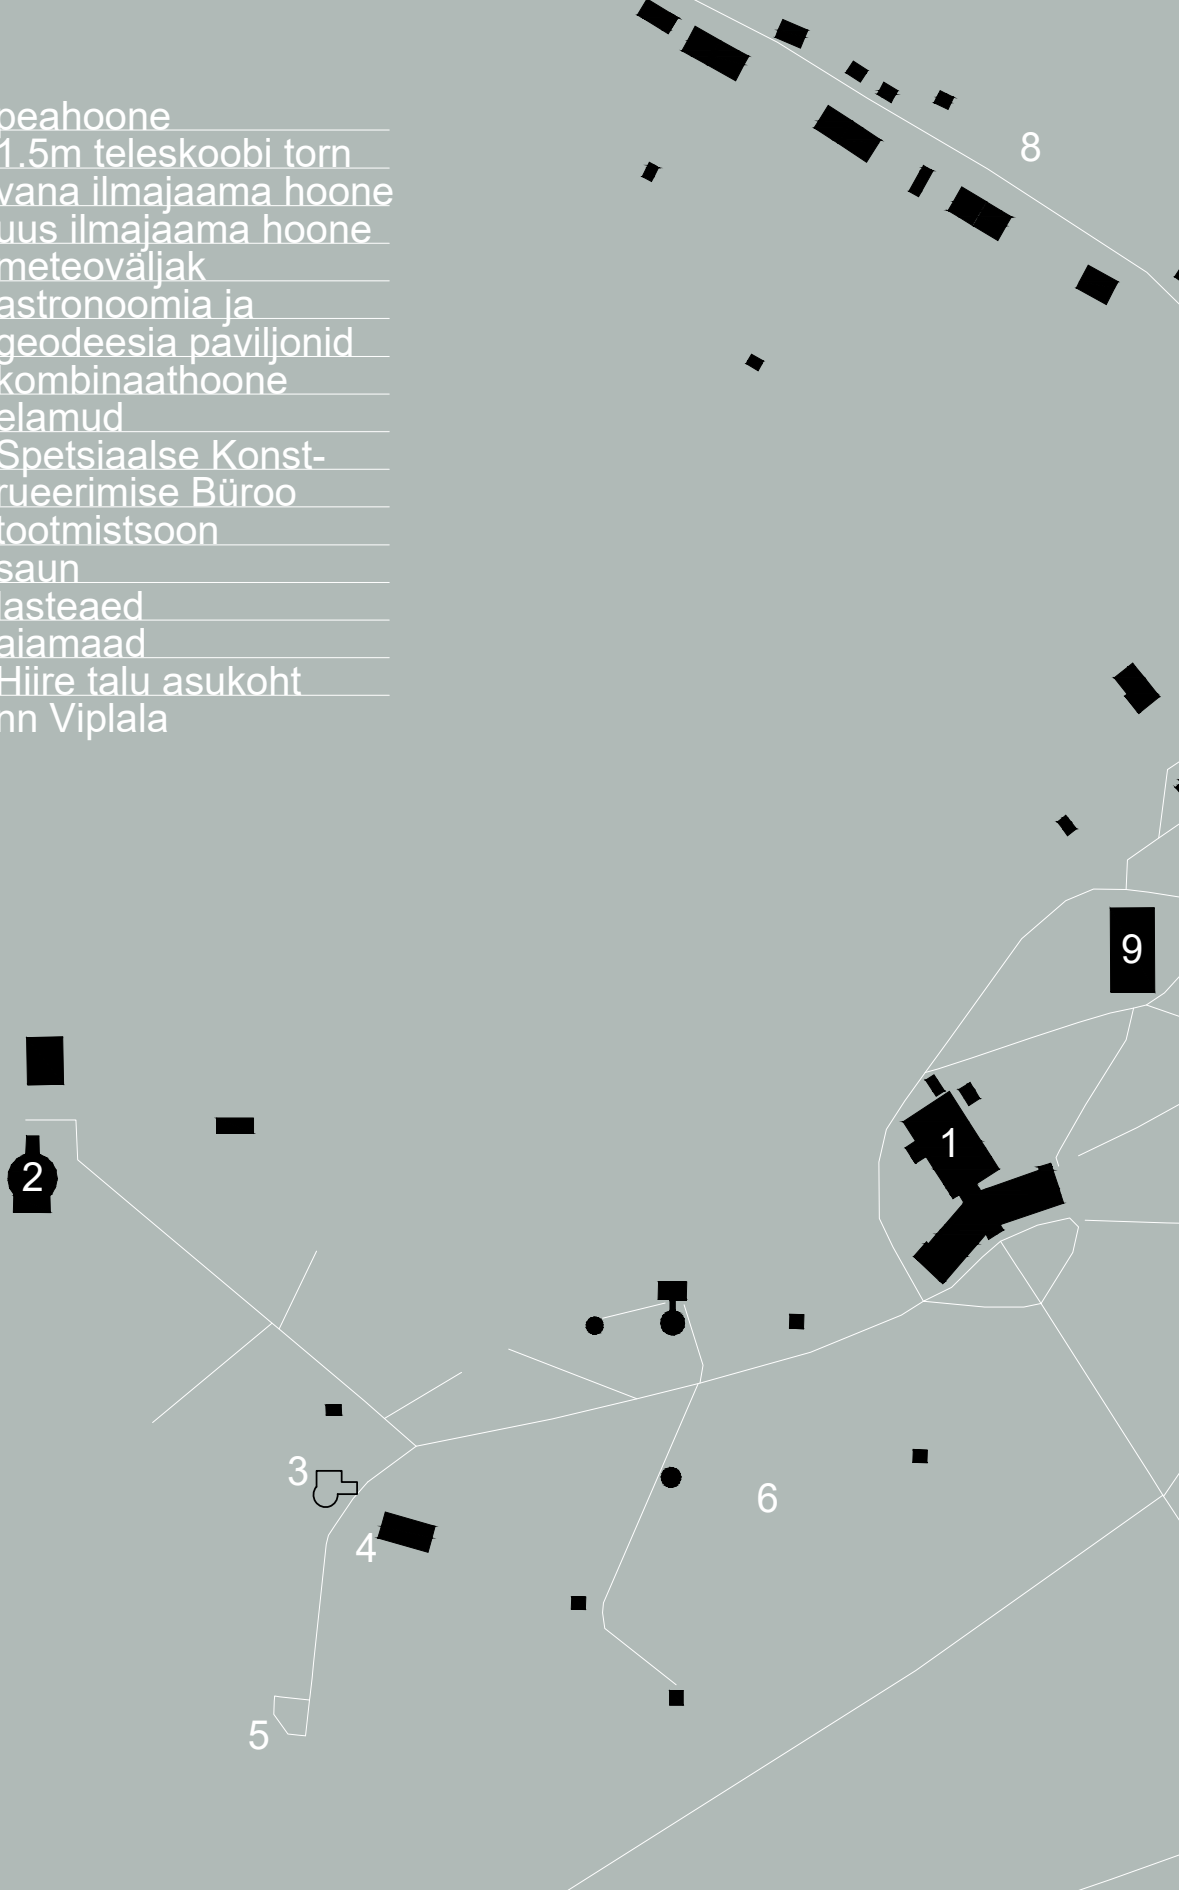 peahoone
1.5m teleskoobi torn
vana ilmajaama hoone
uus ilmajaama hoone
meteoväljak
astronoomia ja
geodeesia paviljonid
kombinaathoone
elamud
Spetsiaalse Konst-
rueerimise Büroo
tootmistsoon
saun
lasteaed
aiamaad
Hiire talu asukoht
nn Viplala
8
9
1
2
3
6
4
5